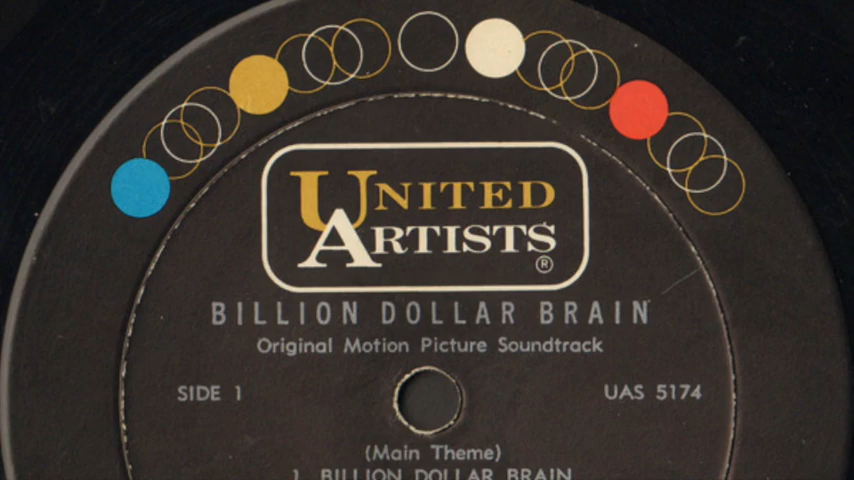 UNITED
ARTISTS
®
BILLION DOLLAR BRAIN
Original Motion Picture Soundtrack
SIDE 1
UAS 5174
(Main Theme)
1. BILLION DOLLAR BRAIN